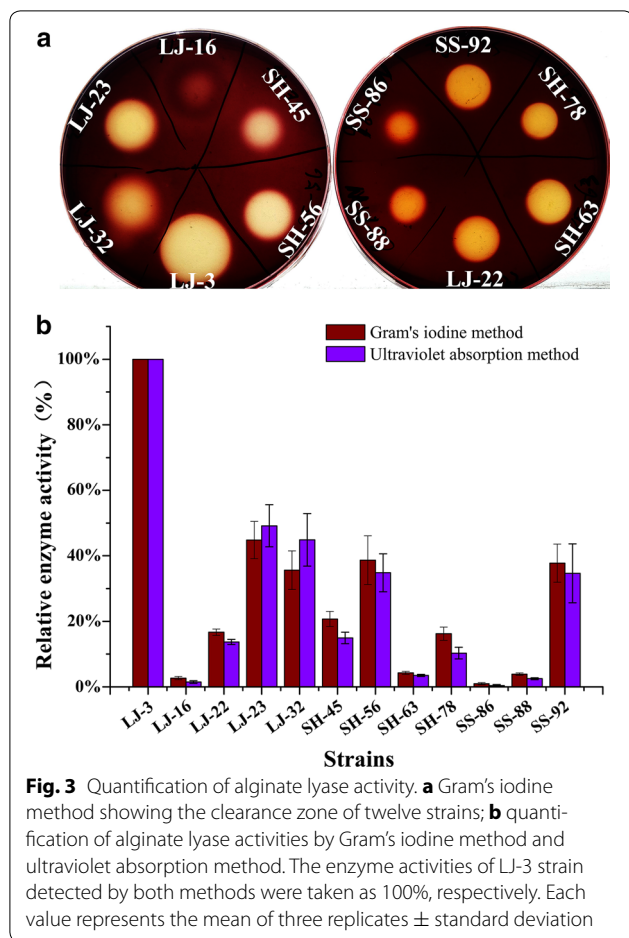 a
LJ-16
LJ-23
SH-45
LJ-32
SH-56
LJ-3
SS-92
SS-86
SH-78
SS-88
SH-63
LJ-22
b
Gram's iodine method
Ultraviolet absorption method
Relative enzyme activity (%)
100%
80%
60%
40%
20%
0%
LJ-3 LJ-16 LJ-22 LJ-23 LJ-32 SH-45 SH-56 SH-63 SH-78 SS-86 SS-88 SS-92
Strains
Fig. 3 Quantification of alginate lyase activity. a Gram's iodine
method showing the clearance zone of twelve strains; b quanti-
fication of alginate lyase activities by Gram's iodine method and
ultraviolet absorption method. The enzyme activities of LJ-3 strain
detected by both methods were taken as 100%, respectively. Each
value represents the mean of three replicates ± standard deviation